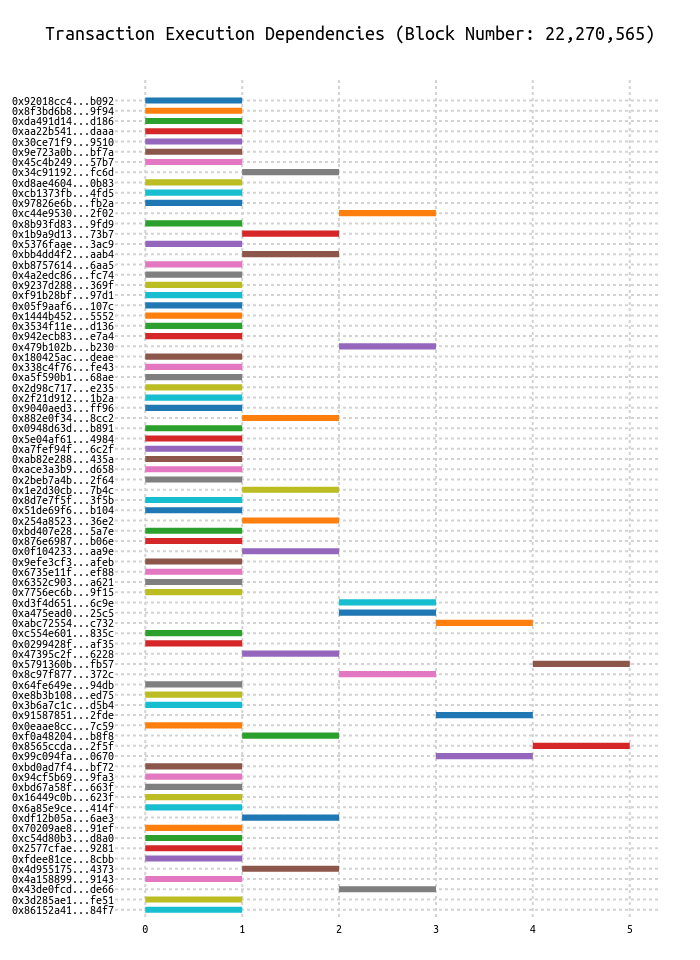 Transaction Execution Dependencies (Block Number: 22,270,565)
0x92018cc4...b092
0x8f3bd6b8...9f94
0xda491d14...d186
0xaa22b541...daaa
0x30ce71f9...9510
0x9e723a0b...bf7a
0x45c4b249...57b7
0x34c91192...fc6d
0xd8ae4604...0b83
0xcb1373fb...4fd5
0x97826e6b...fb2a
0xc44e9530...2f02
0x8b93fd83...9fd9
0x1b9a9d13...73b7
0x5376faae...3ac9
0xbb4dd4f2...aab4
0xb8757614...6aa5
0x4a2edc86...fc74
0x9237d288...369f
0xf91b28bf...97d1
0x05f9aaf6...107c
0x1444b452...5552
0x3534f11e...d136
0x942ecb83...e7a4
0x479b102b...b230
0x180425ac...deae
0x338c4f76...fe43
0xa5f590b1...68ae
0x2d98c717...e235
0x2f21d912...1b2a
0x9040aed3...ff96
0x882e0f34...8cc2
0x0948d63d...b891
0x5e04af61...4984
0xa7fef94f...6c2f
0xab82e288...435a
0xace3a3b9...d658
0x2beb7a4b...2f64
0x1e2d30cb...7b4c
0x8d7e7f5f...3f5b
0x51de69f6...b104
0x254a8523...36e2
0xbd407e28...5a7e
0x876e6987...b06e
0x0f104233...aa9e
0x9efe3cf3...afeb
0x6735e11f...ef88
0x6352c903...a621
0x7756ec6b...9f15
0xd3f4d651...6c9e
0xa475ead0...25c5
0xabc72554...c732
0xc554e601...835c
0x0299428f...af35
0x47395c2f...6228
0x5791360b...fb57
0x8c97f877...372c
0x64fe649e...94db
0xe8b3b108...ed75
0x3b6a7c1c...d5b4
0x91587851...2fde
0x0eaae8cc...7c59
0xf0a48204...b8f8
0x8565ccda...2f5f
0x99c094fa...0670
0xbd0ad7f4...bf72
0x94cf5b69...9fa3
0xbd67a58f...663f
0x16449c0b...623f
0x6a85e9ce...414f
0xdf12b05a...6ae3
0x70209ae8...91ef
0xc54d80b3...d8a0
0x2577cfae...9281
0xfdee81ce...8cbb
0x4d955175...4373
0x4a158899...9143
0x43de0fcd...de66
0x3d285ae1...fe51
0x86152a41...84f7
0 1 2 3 4 5